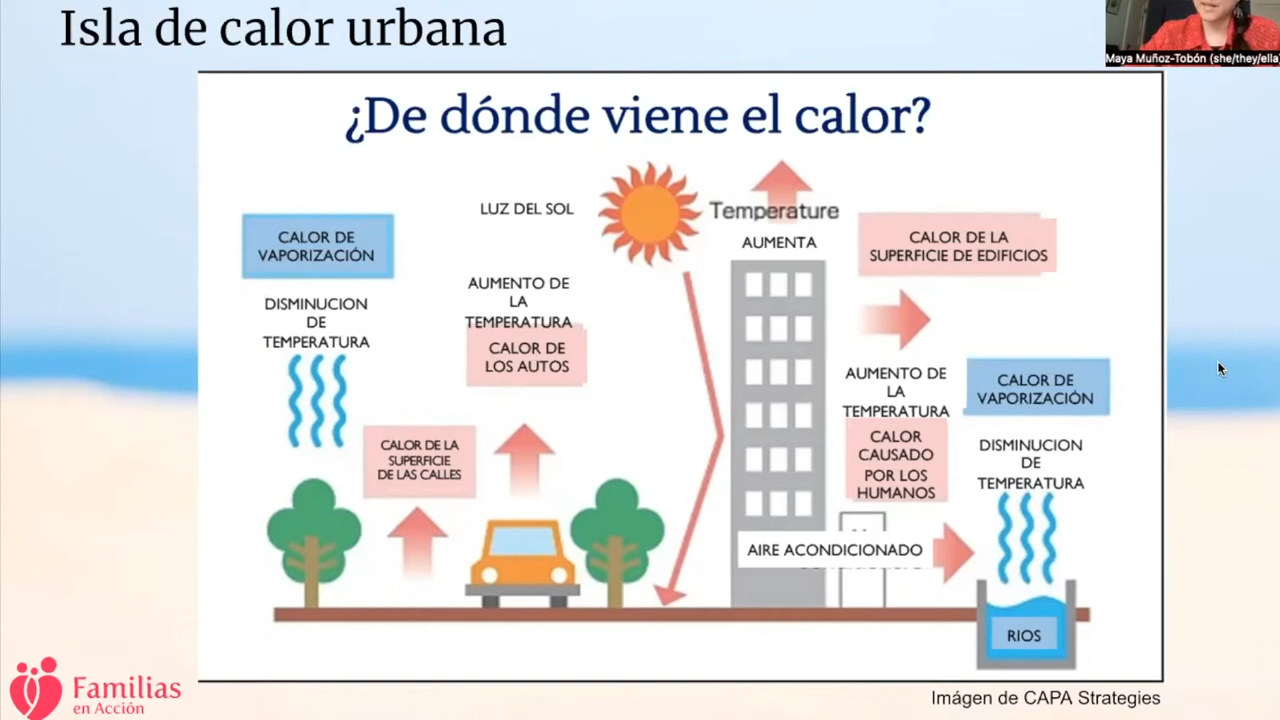 Isla de calor urbana
Maya Muñoz-Tobón (she/they/ella)
¿De dónde viene el calor?
LUZ DEL SOL
Temperature
AUMENTA
CALOR DE
VAPORIZACIÓN
DISMINUCION
DE
TEMPERATURA
AUMENTO DE
LA
TEMPERATURA
CALOR DE
LOS AUTOS
CALOR DE LA
SUPERFICIE
DE LAS CALLES
CALOR DE LA
SUPERFICIE DE EDIFICIOS
AUMENTO DE
LA
TEMPERATURA
CALOR
CAUSADO
POR LOS
HUMANOS
AIRE ACONDICIONADO
CALOR DE
VAPORIZACIÓN
DISMINUCION
DE
TEMPERATURA
RIOS
Familias
en Acción
Imágen de CAPA Strategies